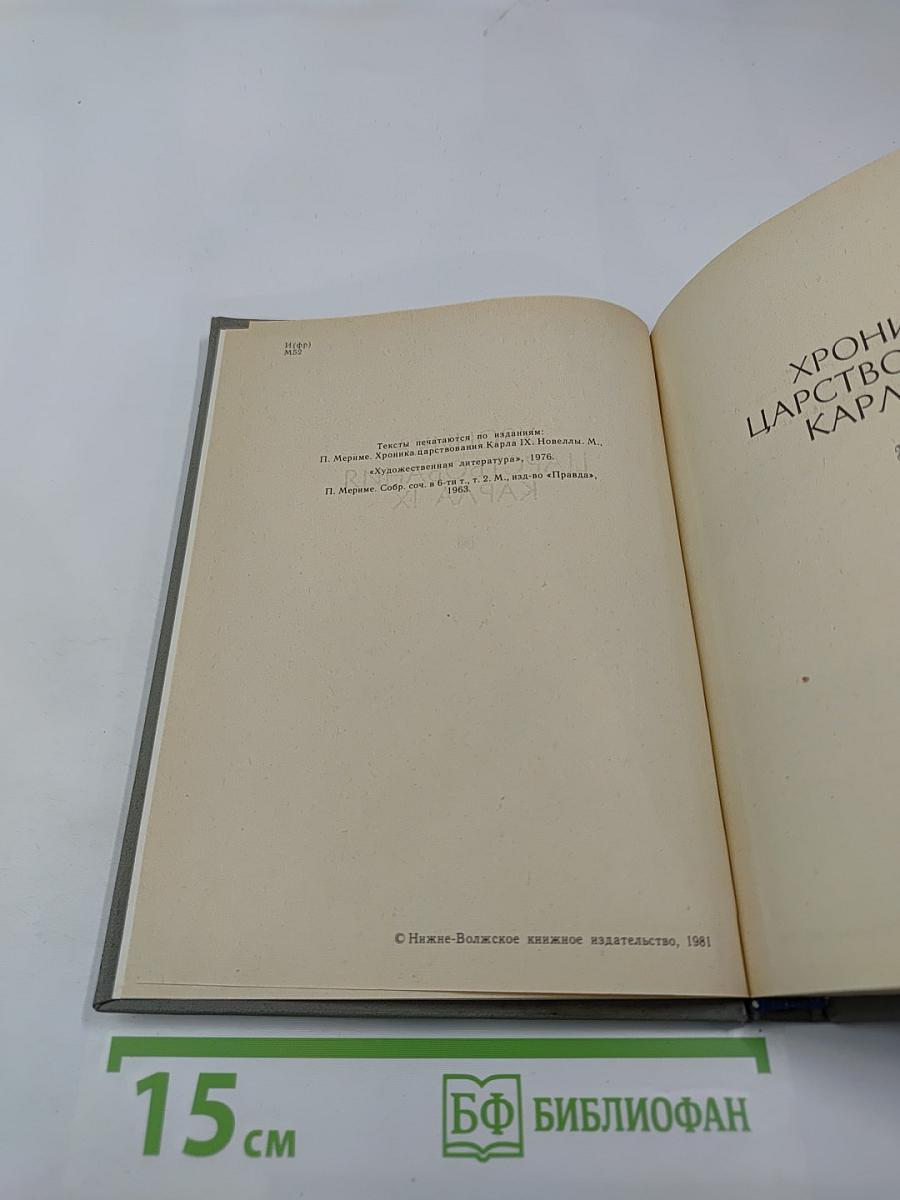 И(фр)
М52
Тексты печатаются по изданиям:
П. Мериме. Хроника царствования Карла IX. Новеллы. М.,
«Художественная литература», 1976.
П. Мериме. Собр. соч. в 6-ти т., т. 2. М., изд-во «Правда»,
1963.
© Нижне-Волжское книжное издательство, 1981
ХРОНИ
ЦАРСТВО
КАРЛ
15 см
БФ БИБЛИОФАН